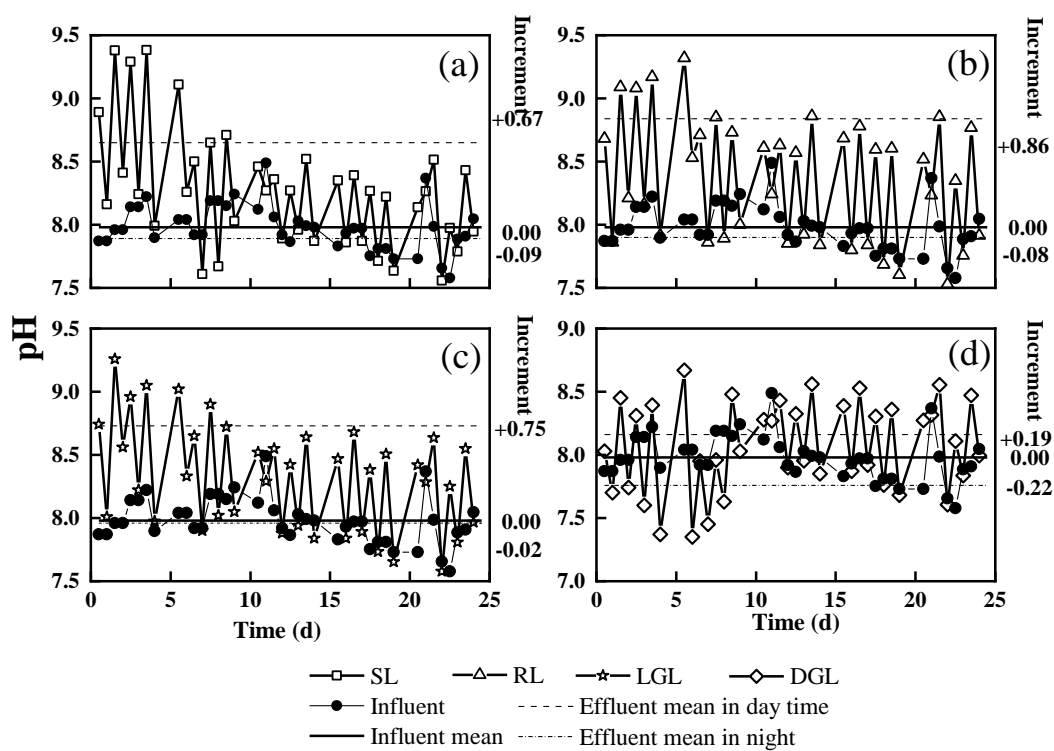 9.5
9.0
8.5
8.0
7.5
(a)
Increment
+0.67
0.00
-0.09
9.5
9.0
8.5
8.0
7.5
(b)
Increment
+0.86
0.00
-0.08
pH
9.5
9.0
8.5
8.0
7.5
(c)
Increment
+0.75
0.00
-0.02
0 5 10 15 20 25
Time (d)
9.0
8.5
8.0
7.5
7.0
(d)
Increment
+0.19
0.00
-0.22
0 5 10 15 20 25
Time (d)
SL RL LGL DGL
Influent Effluent mean in day time
Influent mean Effluent mean in night